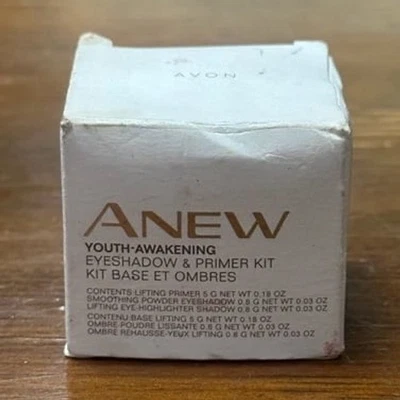 AVON
ANEW
YOUTH-AWAKENING
EYESHADOW & PRIMER KIT
KIT BASE ET OMBRES
CONTENTS: LIFTING PRIMER 5 G NET WT 0.18 OZ
SMOOTHING POWDER EYESHADOW 0.8 G NET WT 0.03 OZ
LIFTING EYE-HIGHLIGHTER SHADOW 0.8 G NET WT 0.03 OZ
CONTENU: BASE LIFTING 5 G NET WT 0.18 OZ
OMBRE-POUDRE LISSANTE 0.8 G NET WT 0.03 OZ
OMBRE REHAUSSE-YEUX LIFTING 0.8 G NET WT 0.03 OZ